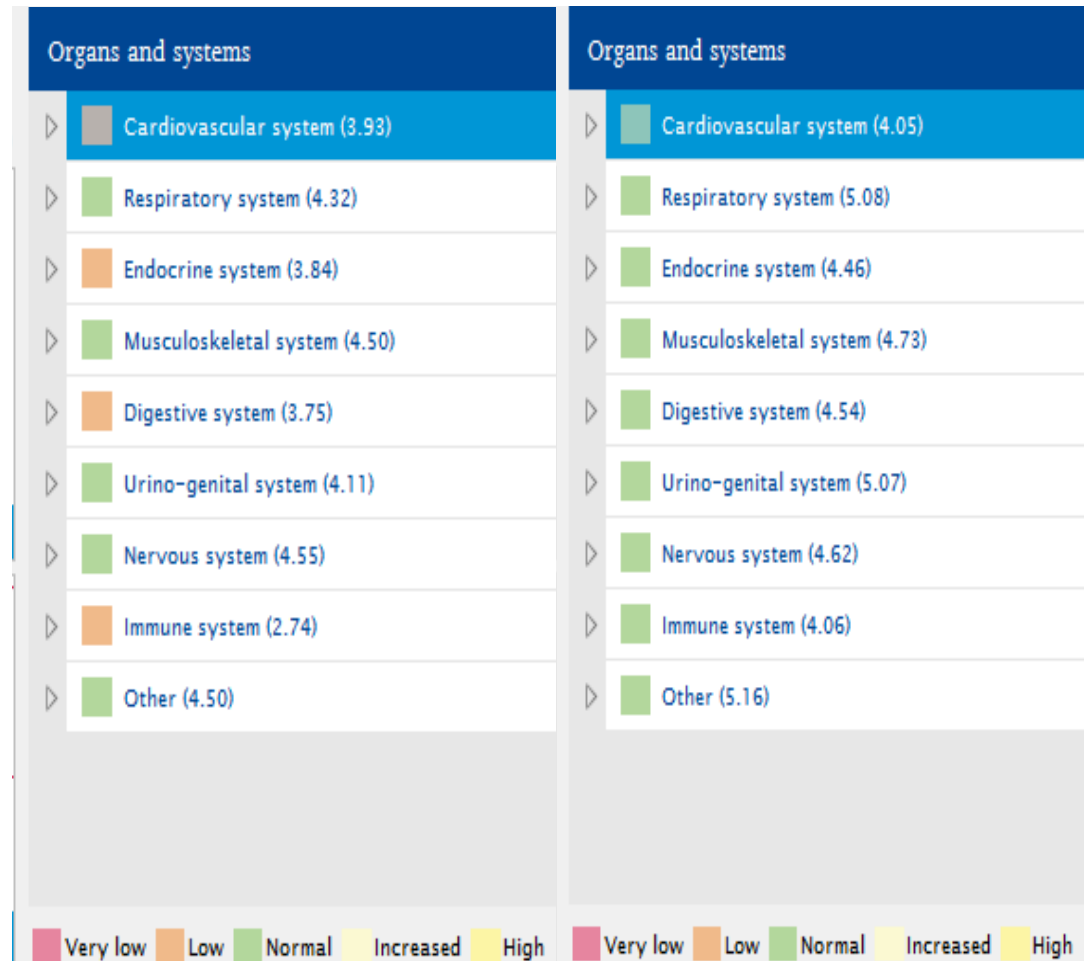 Organs and systems
Cardiovascular system (3.93)
Respiratory system (4.32)
Endocrine system (3.84)
Musculoskeletal system (4.50)
Digestive system (3.75)
Urino-genital system (4.11)
Nervous system (4.55)
Immune system (2.74)
Other (4.50)
Very low Low Normal Increased High
Organs and systems
Cardiovascular system (4.05)
Respiratory system (5.08)
Endocrine system (4.46)
Musculoskeletal system (4.73)
Digestive system (4.54)
Urino-genital system (5.07)
Nervous system (4.62)
Immune system (4.06)
Other (5.16)
Very low Low Normal Increased High